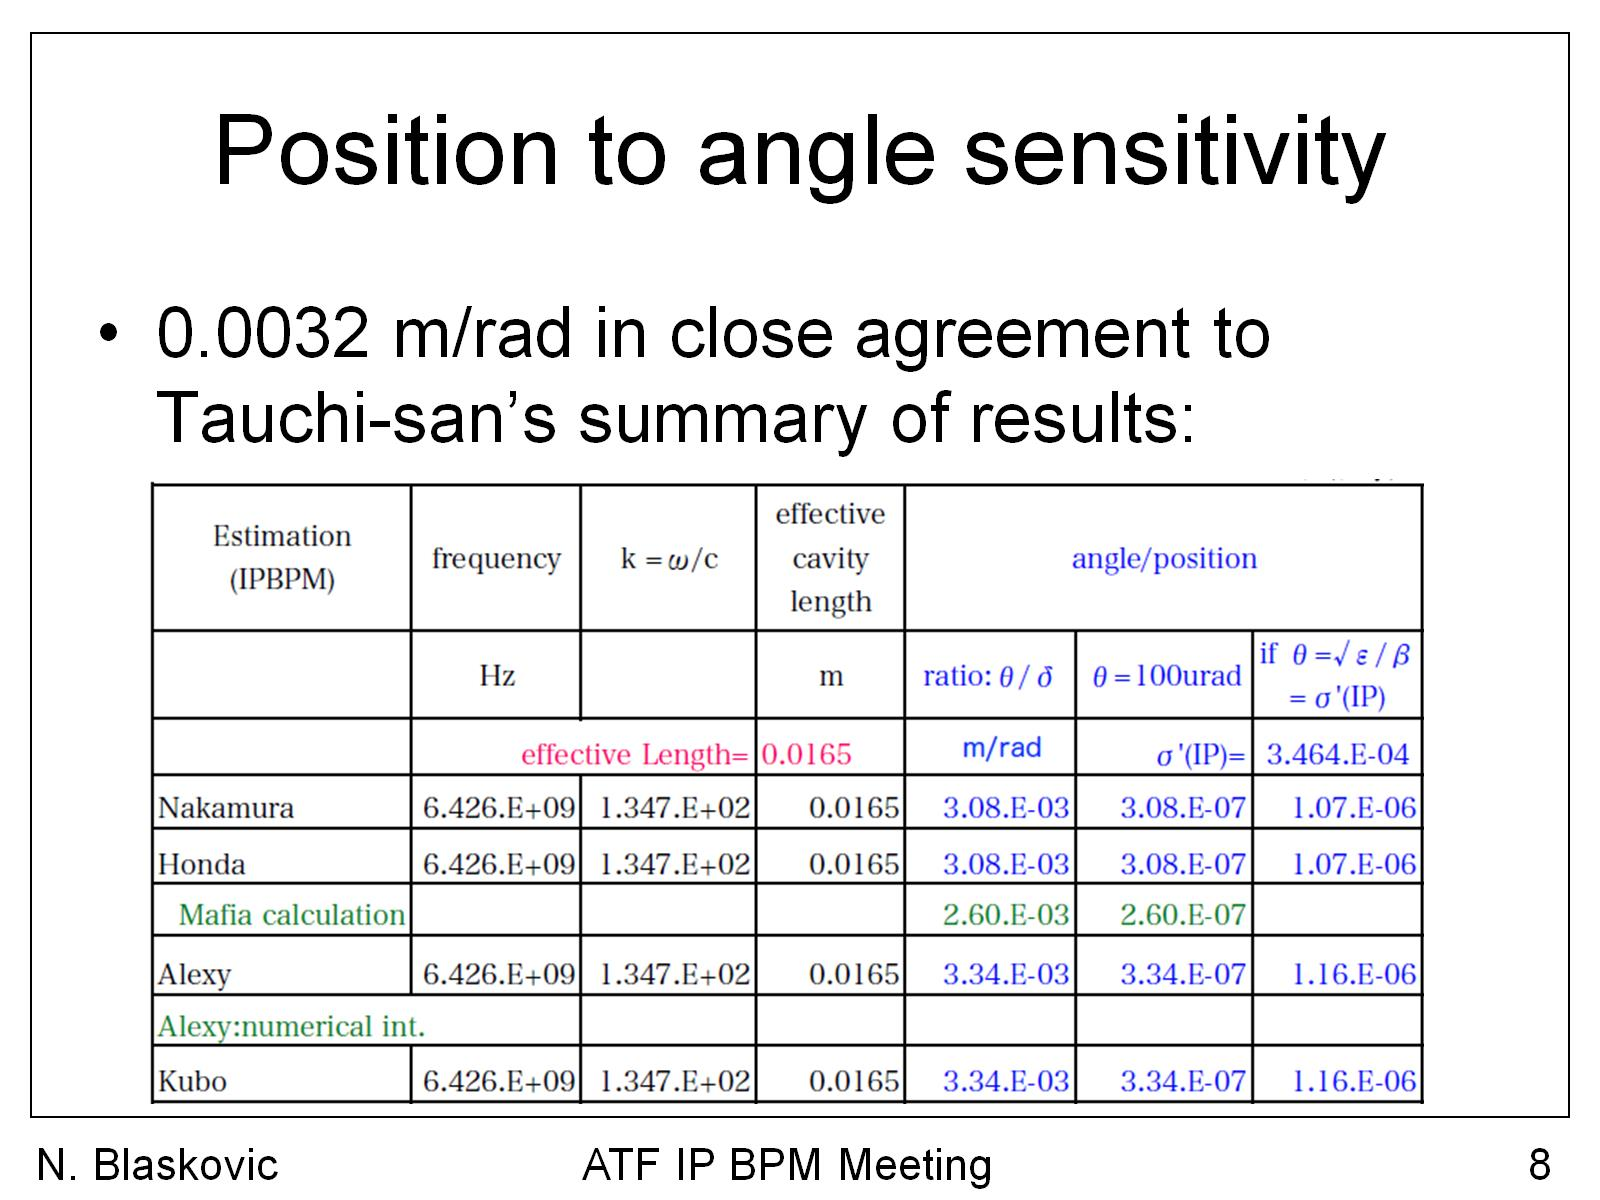 Position to angle sensitivity
• 0.0032 m/rad in close agreement to
Tauchi-san’s summary of results:
Estimation (IPBPM) frequency k = ω/c effective cavity length angle/position
Hz m ratio: θ / δ θ =100urad if θ =√ ε / β = σ '(IP)
effective Length= 0.0165 m/rad σ '(IP)= 3.464.E-04
Nakamura 6.426.E+09 1.347.E+02 0.0165 3.08.E-03 3.08.E-07 1.07.E-06
Honda 6.426.E+09 1.347.E+02 0.0165 3.08.E-03 3.08.E-07 1.07.E-06
Mafia calculation 2.60.E-03 2.60.E-07
Alexy 6.426.E+09 1.347.E+02 0.0165 3.34.E-03 3.34.E-07 1.16.E-06
Alexy:numerical int.
Kubo 6.426.E+09 1.347.E+02 0.0165 3.34.E-03 3.34.E-07 1.16.E-06
N. Blaskovic ATF IP BPM Meeting 8